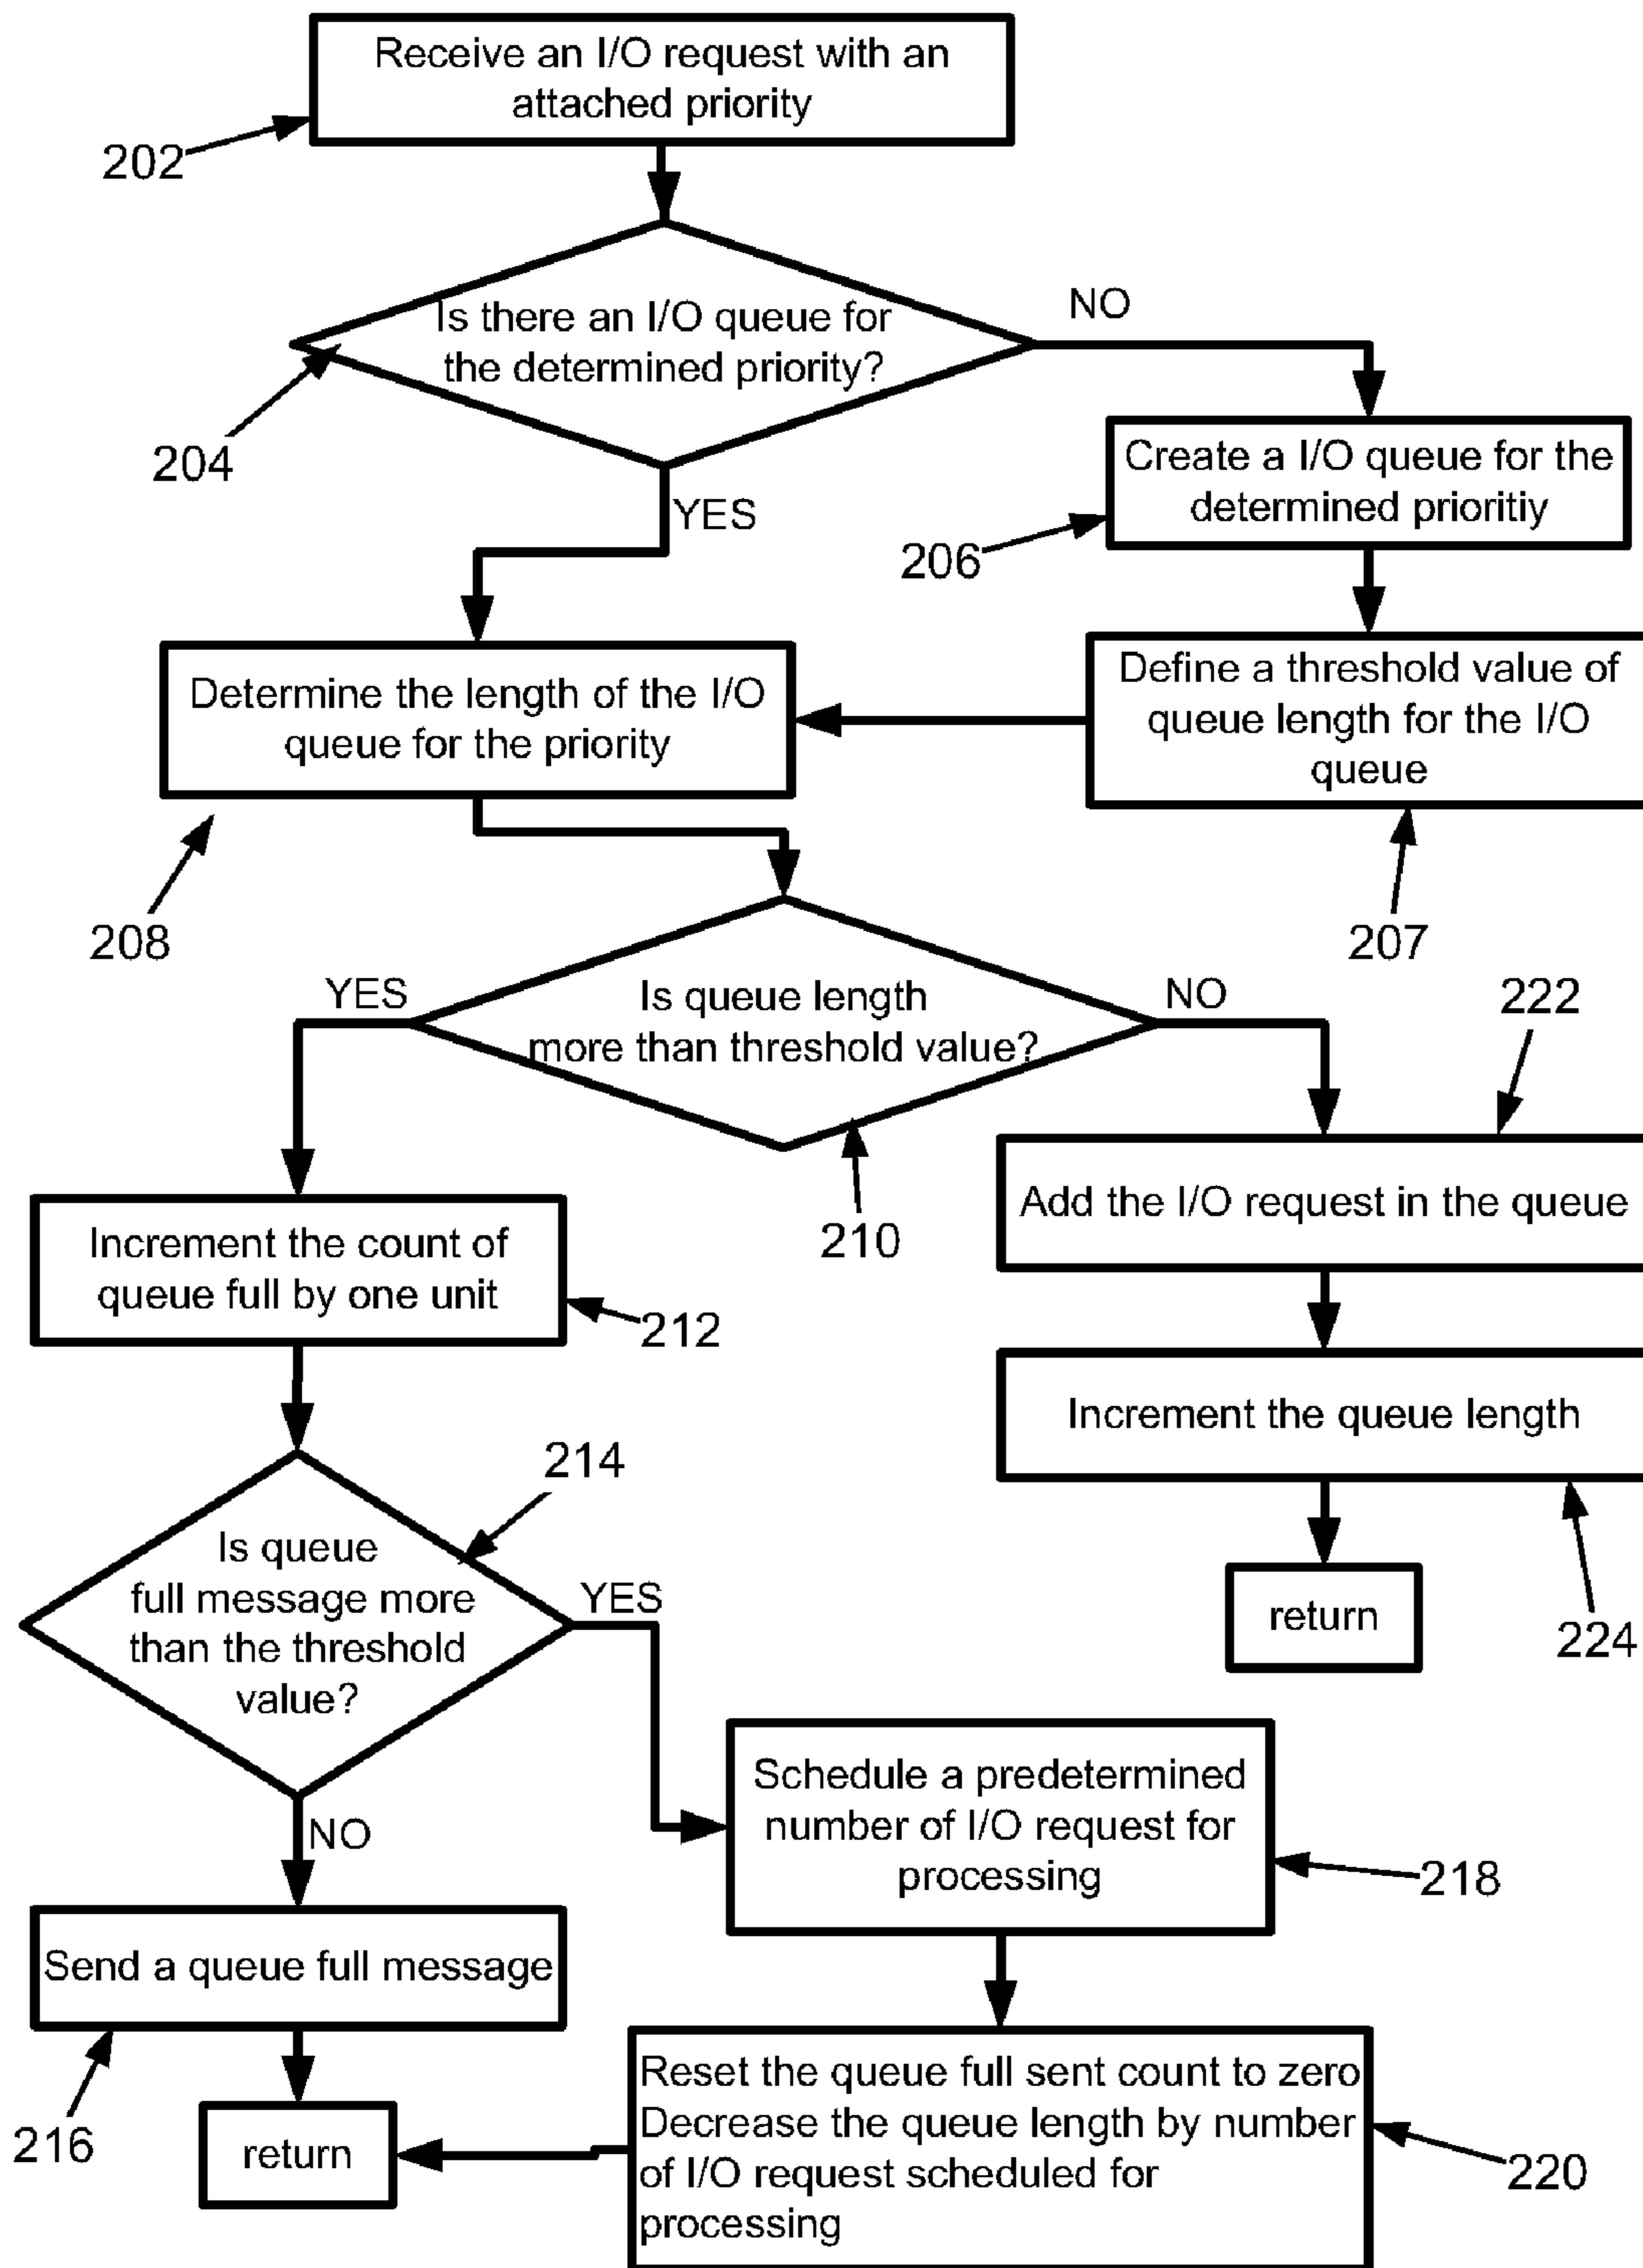 Receive an I/O request with an
attached priority
202
Is there an I/O queue for
the determined priority?
NO
204
YES
Create a I/O queue for the
determined prioritiy
206
Determine the length of the I/O
queue for the priority
Define a threshold value of
queue length for the I/O
queue
208
207
YES
Is queue length
more than threshold value?
NO
222
210
Add the I/O request in the queue
Increment the count of
queue full by one unit
212
Increment the queue length
214
Is queue
full message more
than the threshold
value?
YES
return
224
NO
Schedule a predetermined
number of I/O request for
processing
218
Send a queue full message
216
return
Reset the queue full sent count to zero
Decrease the queue length by number
of I/O request scheduled for
processing
220